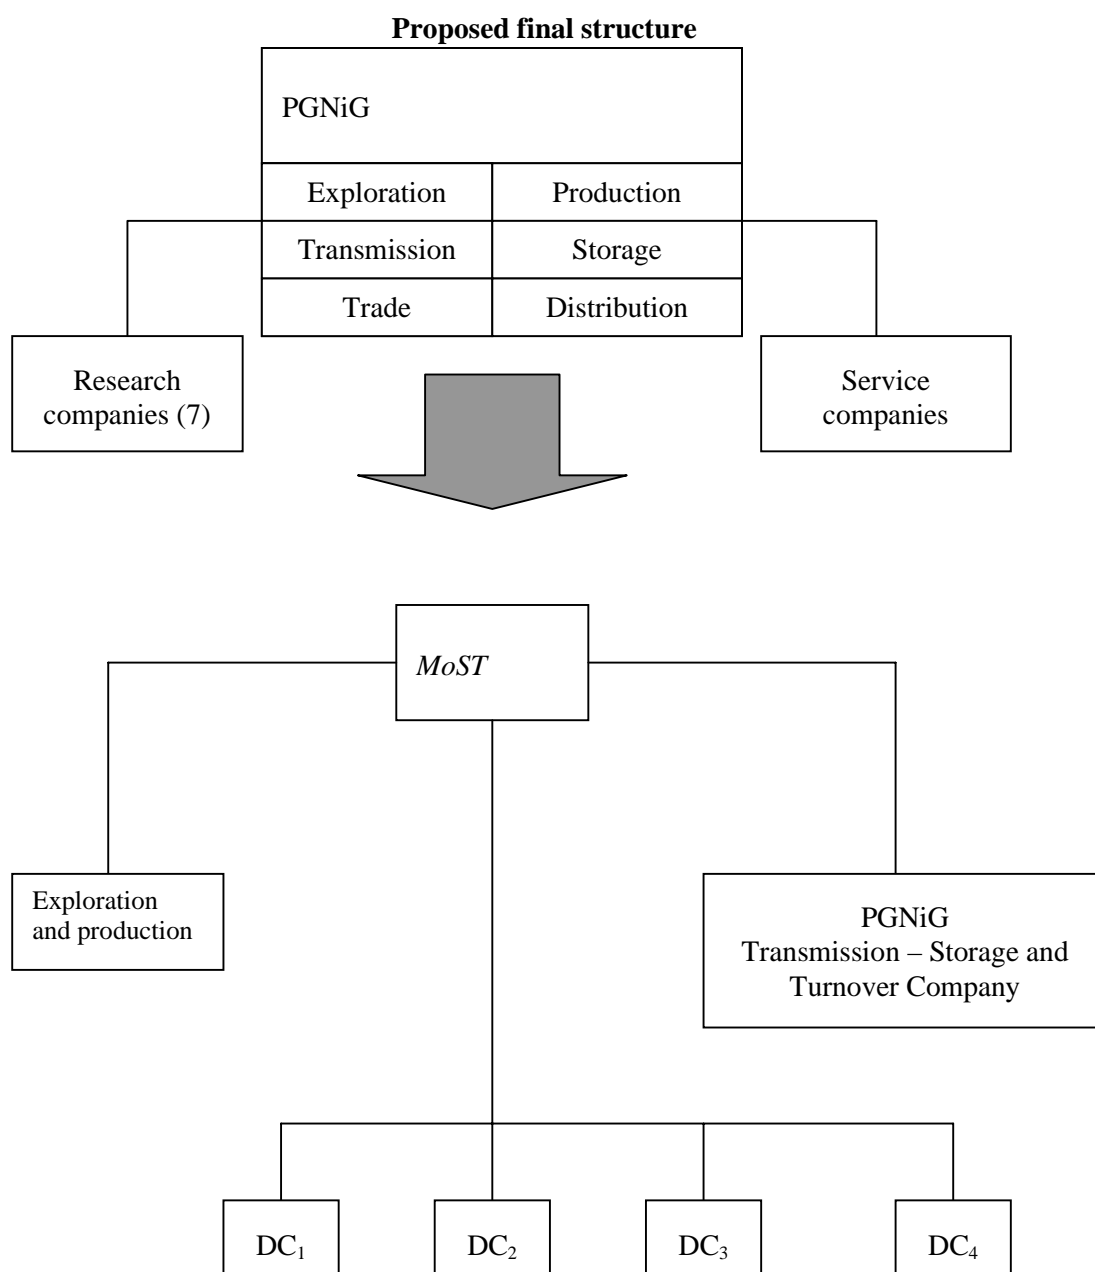 Proposed final structure
PGNiG
Exploration
Production
Transmission
Storage
Trade
Distribution
Research
companies (7)
Service
companies
MoST
Exploration
and production
PGNiG
Transmission – Storage and
Turnover Company
DC₁
DC₂
DC₃
DC₄